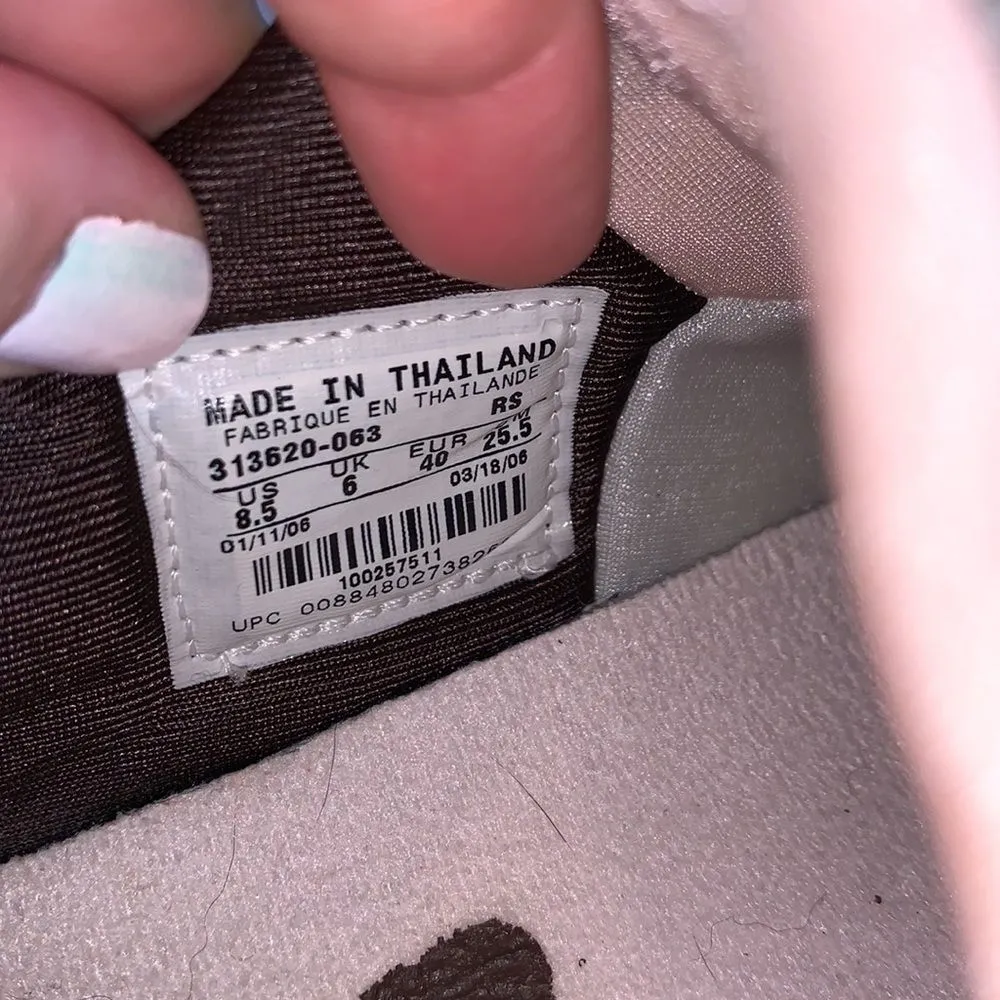 MADE IN THAILAND
FABRIQUE EN THAILANDE
313620-063 RS
US UK EUR
8.5 6 40 25.5
01/11/06 03/18/06
100257511
UPC